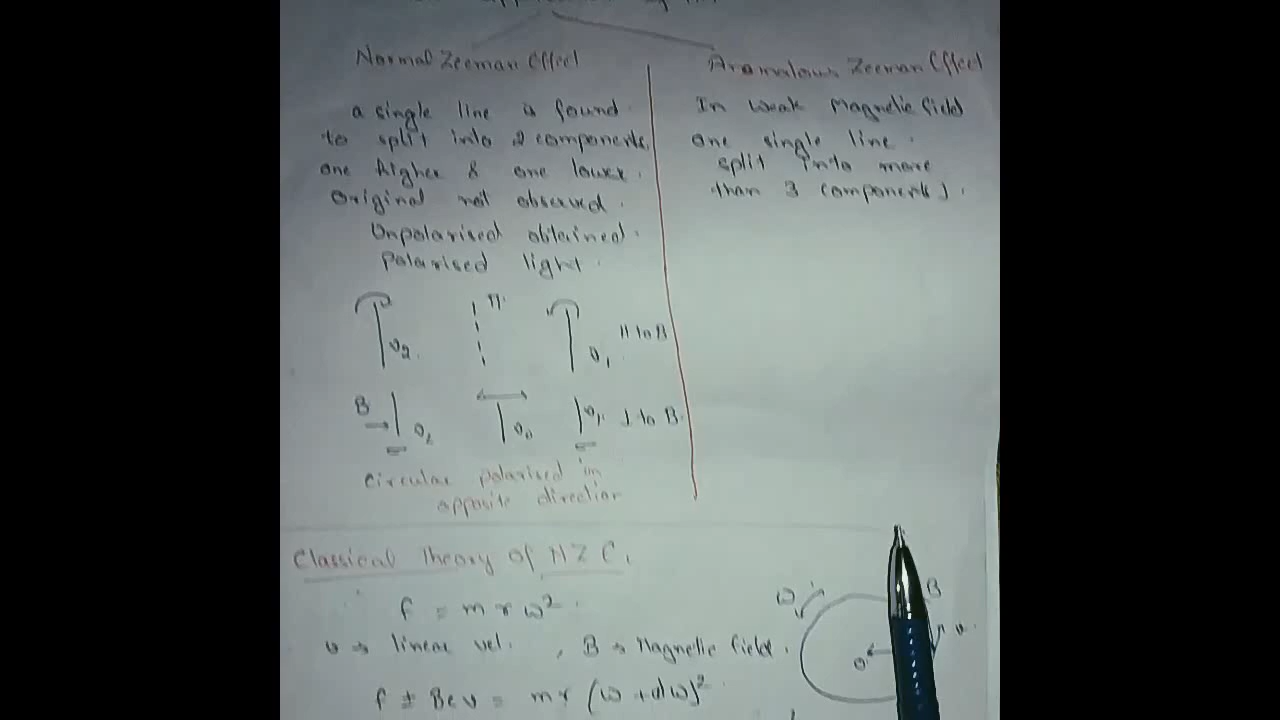 Normal Zeeman Effect
a single line is found
to split into 2 components
one higher & one lower.
Original not observed.
Unpolarised obtained.
Polarised light.
π
ν2
ν1
11 to B
B
ν2
ν0
ν1
⊥ to B
Circular polarised in
opposite direction
Anamalous Zeeman Effect
In weak Magnetic field
one single line.
split into more
than 3 components).
Classical Theory of NZE.
f = m r ω²
v → linear vel. , B → Magnetic field.
f ± Bev = mr (ω + dω)²
ω
B
v
O